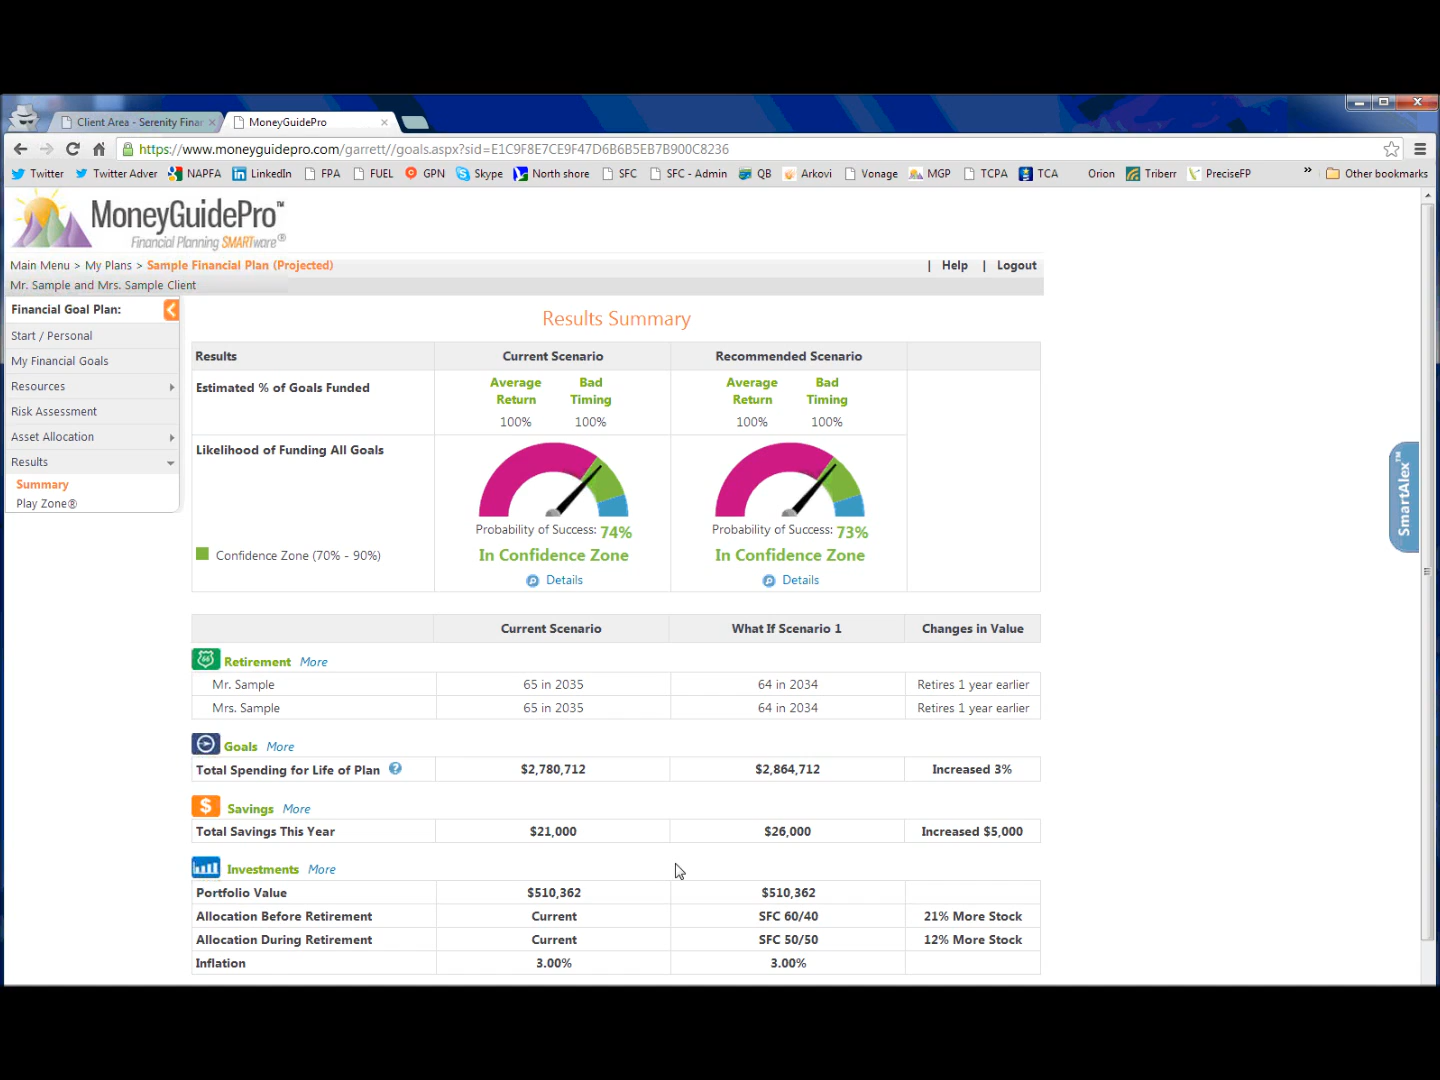 Client Area - Serenity Finar
MoneyGuidePro
https://www.moneyguidepro.com/garrett//goals.aspx?sid=E1C9F8E7CE9F47D6B6B5EB7B900C8236
Twitter Twitter Adver NAPFA LinkedIn FPA FUEL GPN Skype North shore SFC SFC - Admin QB Arkovi Vonage MGP TCPA TCA Orion Triberr PreciseFP » Other bookmarks
MoneyGuidePro™
Financial Planning SMARTware®
Main Menu > My Plans > Sample Financial Plan (Projected) | Help | Logout
Mr. Sample and Mrs. Sample Client
Financial Goal Plan:
Start / Personal
My Financial Goals
Resources
Risk Assessment
Asset Allocation
Results
Summary
Play Zone®
Results Summary
Results Current Scenario Recommended Scenario
Estimated % of Goals Funded
Average Return Bad Timing Average Return Bad Timing
100% 100% 100% 100%
Likelihood of Funding All Goals
Probability of Success: 74% Probability of Success: 73%
Confidence Zone (70% - 90%) In Confidence Zone In Confidence Zone
Details Details
Current Scenario What If Scenario 1 Changes in Value
66 Retirement More
Mr. Sample 65 in 2035 64 in 2034 Retires 1 year earlier
Mrs. Sample 65 in 2035 64 in 2034 Retires 1 year earlier
Goals More
Total Spending for Life of Plan ? $2,780,712 $2,864,712 Increased 3%
$ Savings More
Total Savings This Year $21,000 $26,000 Increased $5,000
Investments More
Portfolio Value $510,362 $510,362
Allocation Before Retirement Current SFC 60/40 21% More Stock
Allocation During Retirement Current SFC 50/50 12% More Stock
Inflation 3.00% 3.00%
SmartAlex™